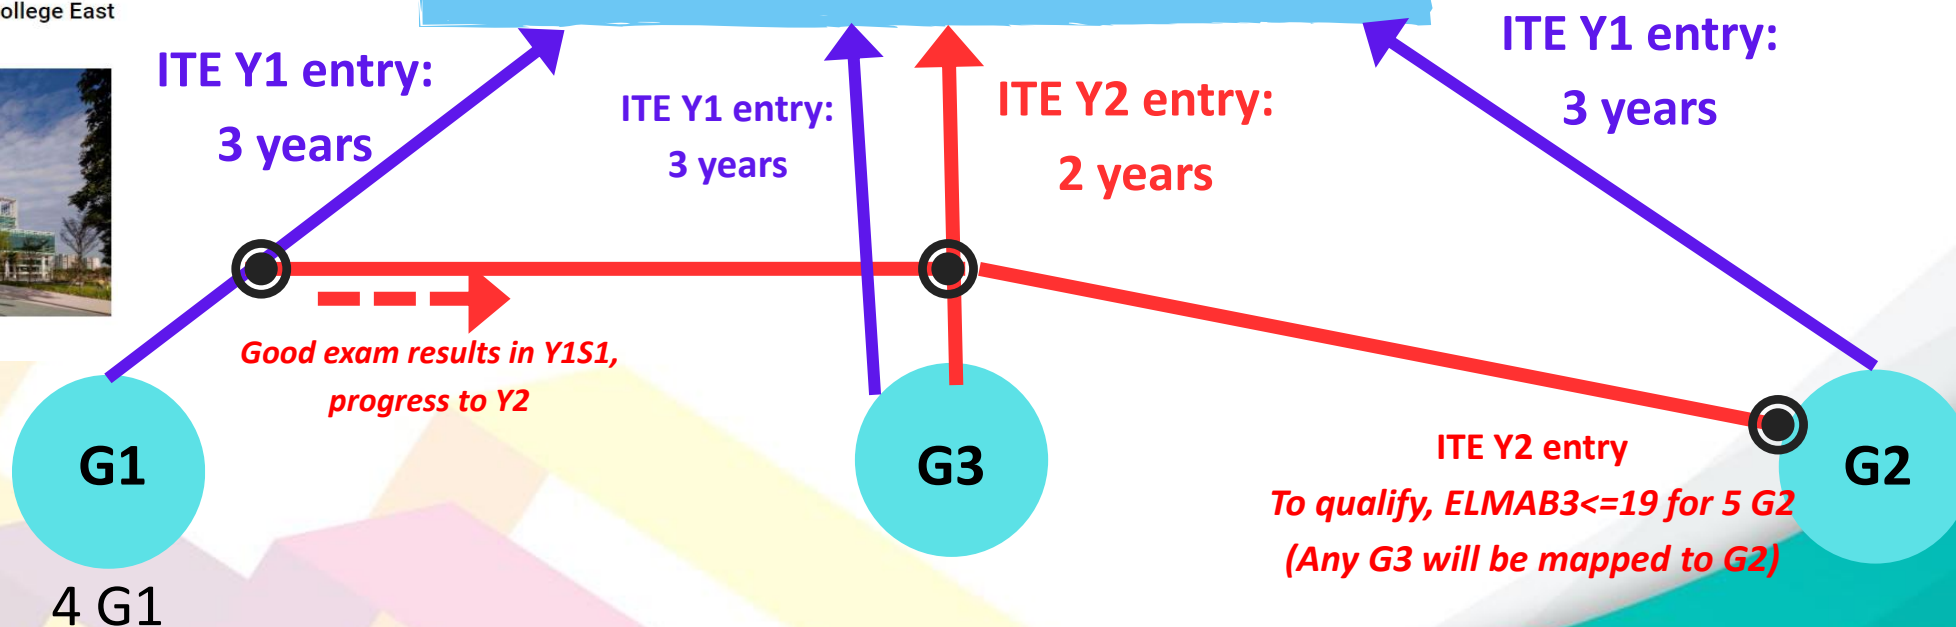 ollege East
ITE Y1 entry:
3 years
ITE Y1 entry:
3 years
ITE Y2 entry:
2 years
ITE Y1 entry:
3 years
Good exam results in Y1S1,
progress to Y2
G1
4 G1
G3
ITE Y2 entry
To qualify, ELMAB3<=19 for 5 G2
(Any G3 will be mapped to G2)
G2